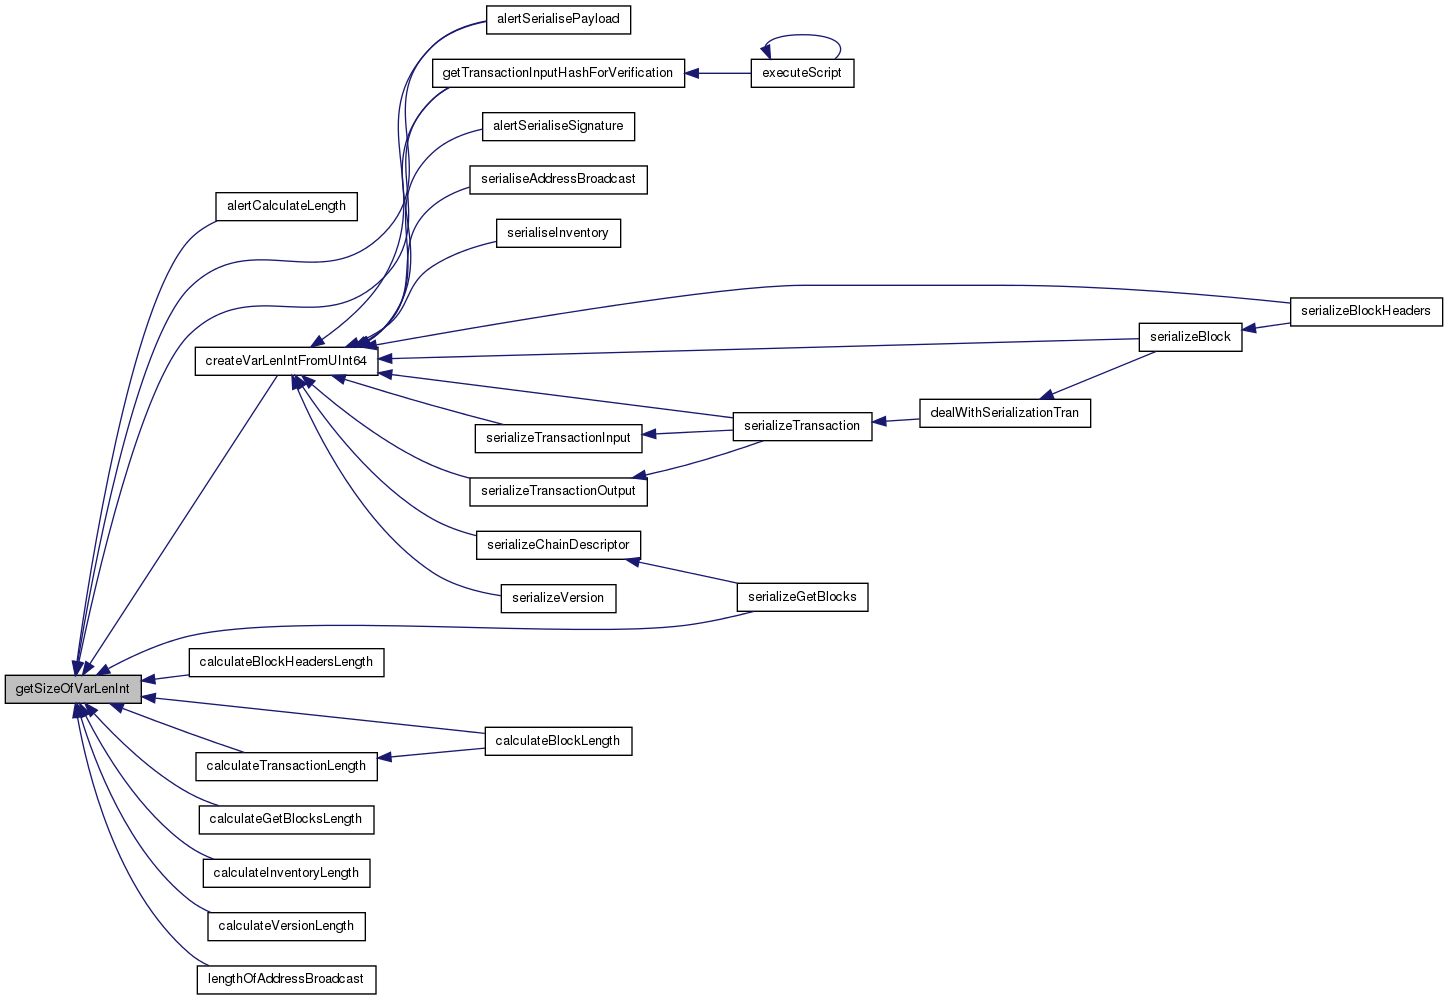 alertSerialisePayload
getTransactionInputHashForVerification
executeScript
alertSerialiseSignature
serialiseAddressBroadcast
alertCalculateLength
serialiseInventory
serializeBlockHeaders
serializeBlock
createVarLenIntFromUInt64
dealWithSerializationTran
serializeTransaction
serializeTransactionInput
serializeTransactionOutput
serializeChainDescriptor
serializeVersion
serializeGetBlocks
calculateBlockHeadersLength
getSizeOfVarLenInt
calculateBlockLength
calculateTransactionLength
calculateGetBlocksLength
calculateInventoryLength
calculateVersionLength
lengthOfAddressBroadcast